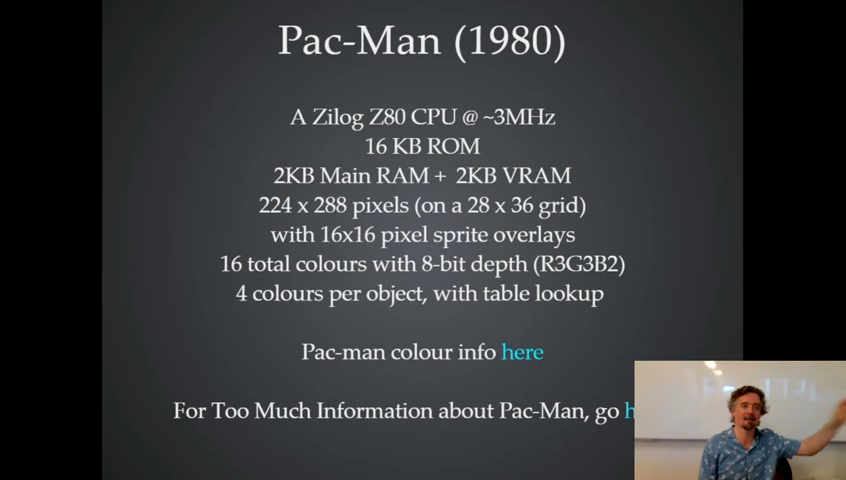 Pac-Man (1980)
A Zilog Z80 CPU @ ~3MHz
16 KB ROM
2KB Main RAM + 2KB VRAM
224 x 288 pixels (on a 28 x 36 grid)
with 16x16 pixel sprite overlays
16 total colours with 8-bit depth (R3G3B2)
4 colours per object, with table lookup
Pac-man colour info here
For Too Much Information about Pac-Man, go